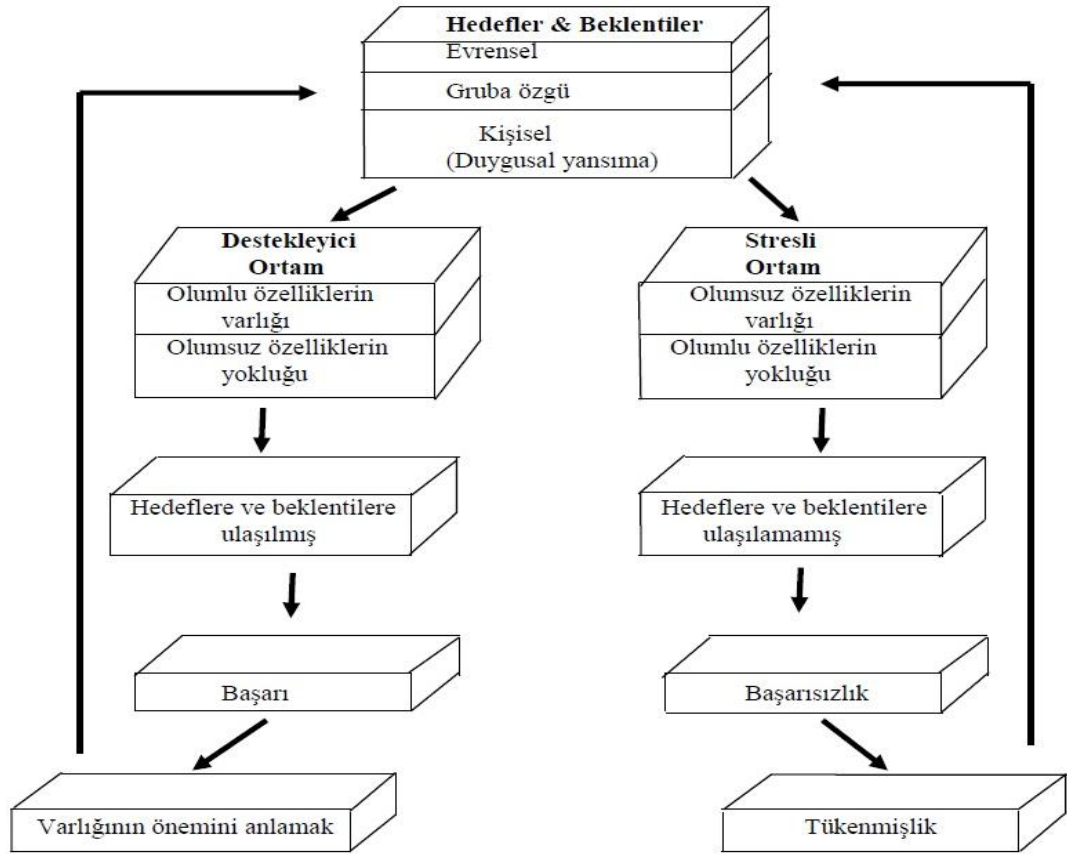 Hedefler & Beklentiler
Evrensel
Gruba özgü
Kişisel
(Duygusal yansıma)
Destekleyici
Ortam
Olumlu özelliklerin
varlığı
Olumsuz özelliklerin
yokluğu
Stresli
Ortam
Olumsuz özelliklerin
varlığı
Olumlu özelliklerin
yokluğu
Hedeflere ve beklentilere
ulaşılmış
Hedeflere ve beklentilere
ulaşılamamış
Başarı
Başarısızlık
Varlığının önemini anlamak
Tükenmişlik